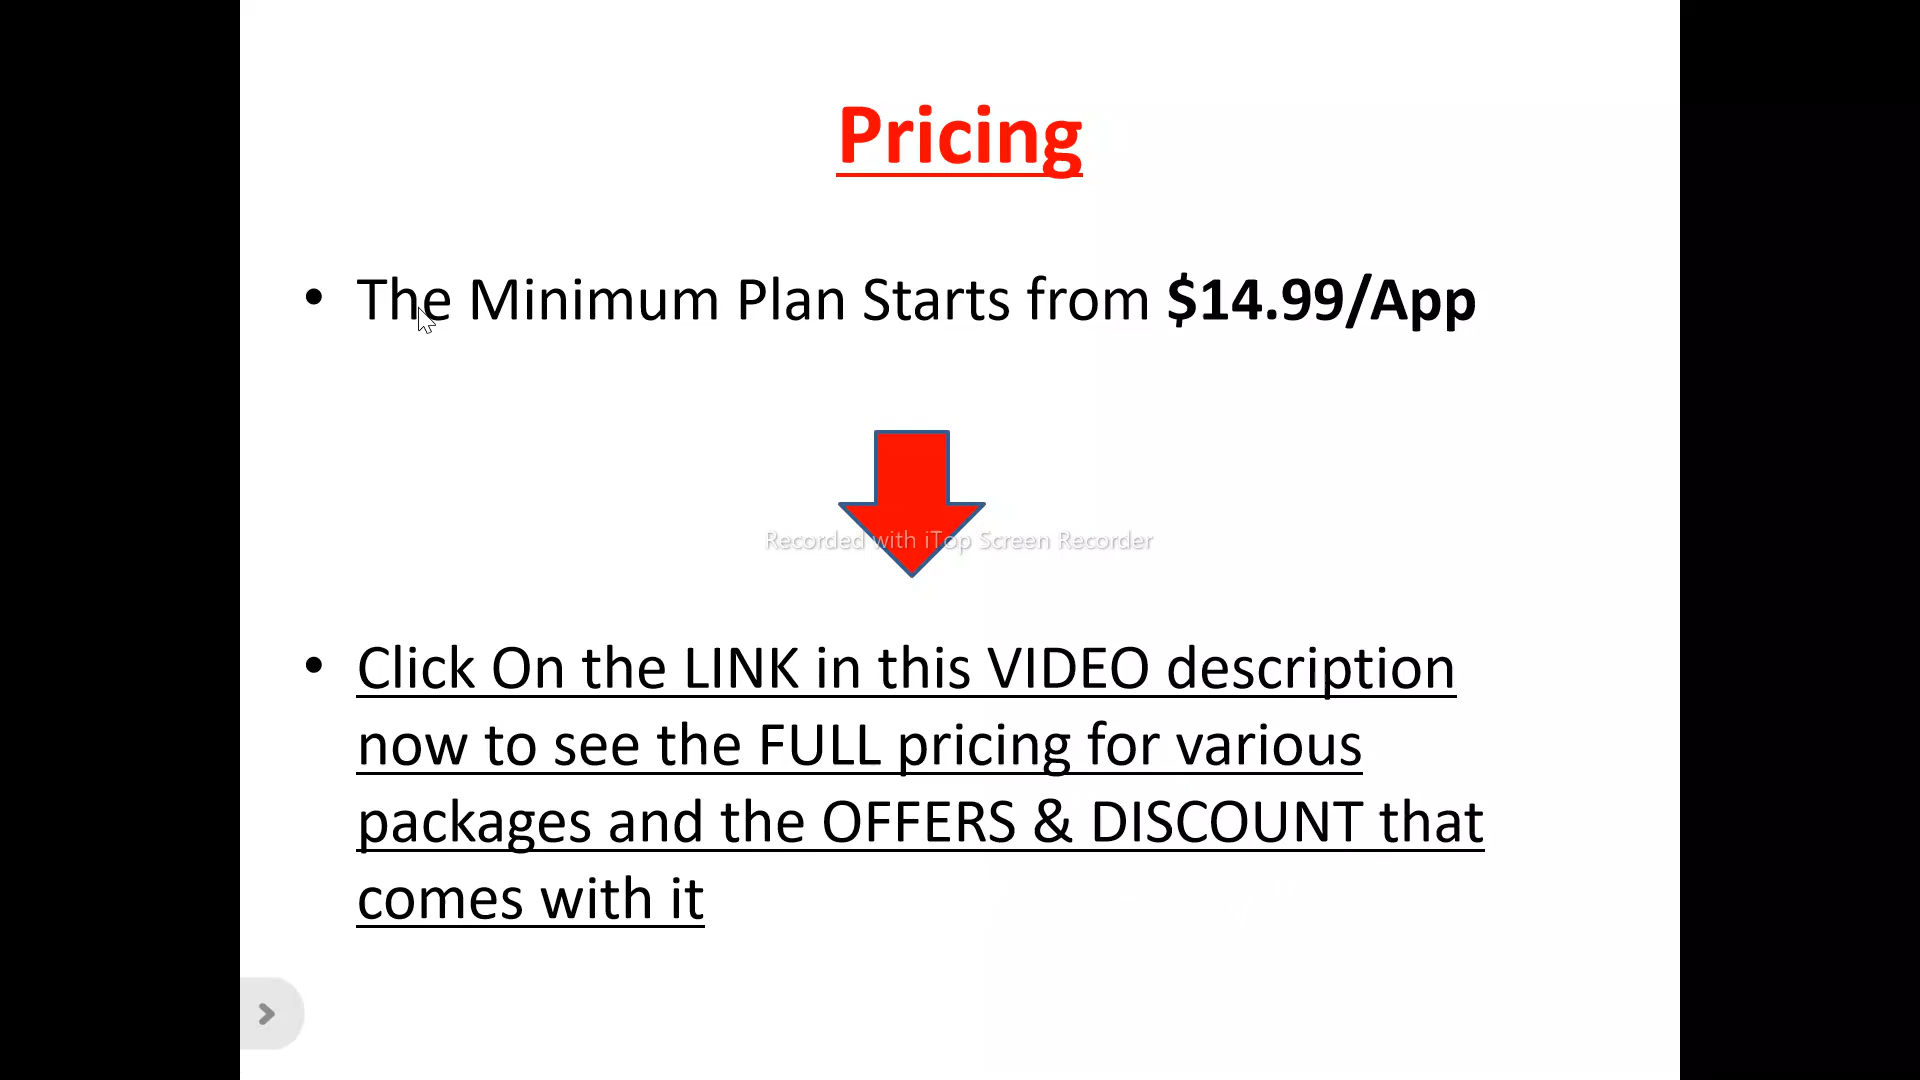 Pricing
• The Minimum Plan Starts from $14.99/App
Recorded with iTop Screen Recorder
• Click On the LINK in this VIDEO description
now to see the FULL pricing for various
packages and the OFFERS & DISCOUNT that
comes with it